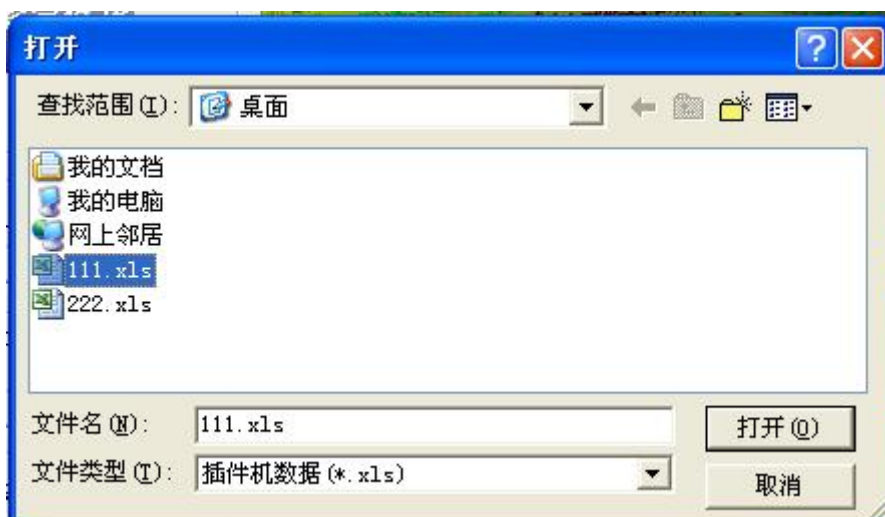 打开
查找范围(I): 桌面
我的文档
我的电脑
网上邻居
111.xls
222.xls
文件名(N): 111.xls 打开(O)
文件类型(T): 插件机数据(*.xls) 取消